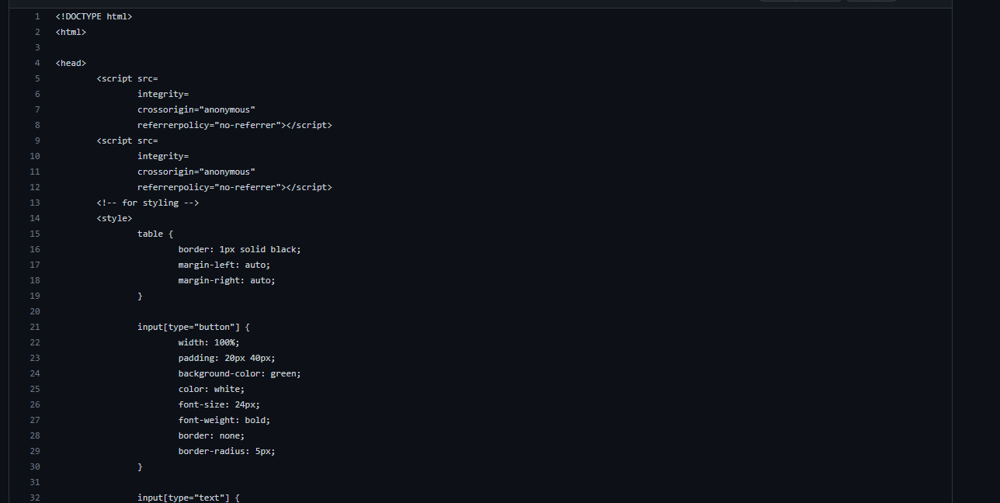 1 <!DOCTYPE html>
2 <html>
3
4 <head>
5 <script src=
6 integrity=
7 crossorigin="anonymous"
8 referrerpolicy="no-referrer"></script>
9 <script src=
10 integrity=
11 crossorigin="anonymous"
12 referrerpolicy="no-referrer"></script>
13 <!-- for styling -->
14 <style>
15 table {
16 border: 1px solid black;
17 margin-left: auto;
18 margin-right: auto;
19 }
20
21 input[type="button"] {
22 width: 100%;
23 padding: 20px 40px;
24 background-color: green;
25 color: white;
26 font-size: 24px;
27 font-weight: bold;
28 border: none;
29 border-radius: 5px;
30 }
31
32 input[type="text"] {